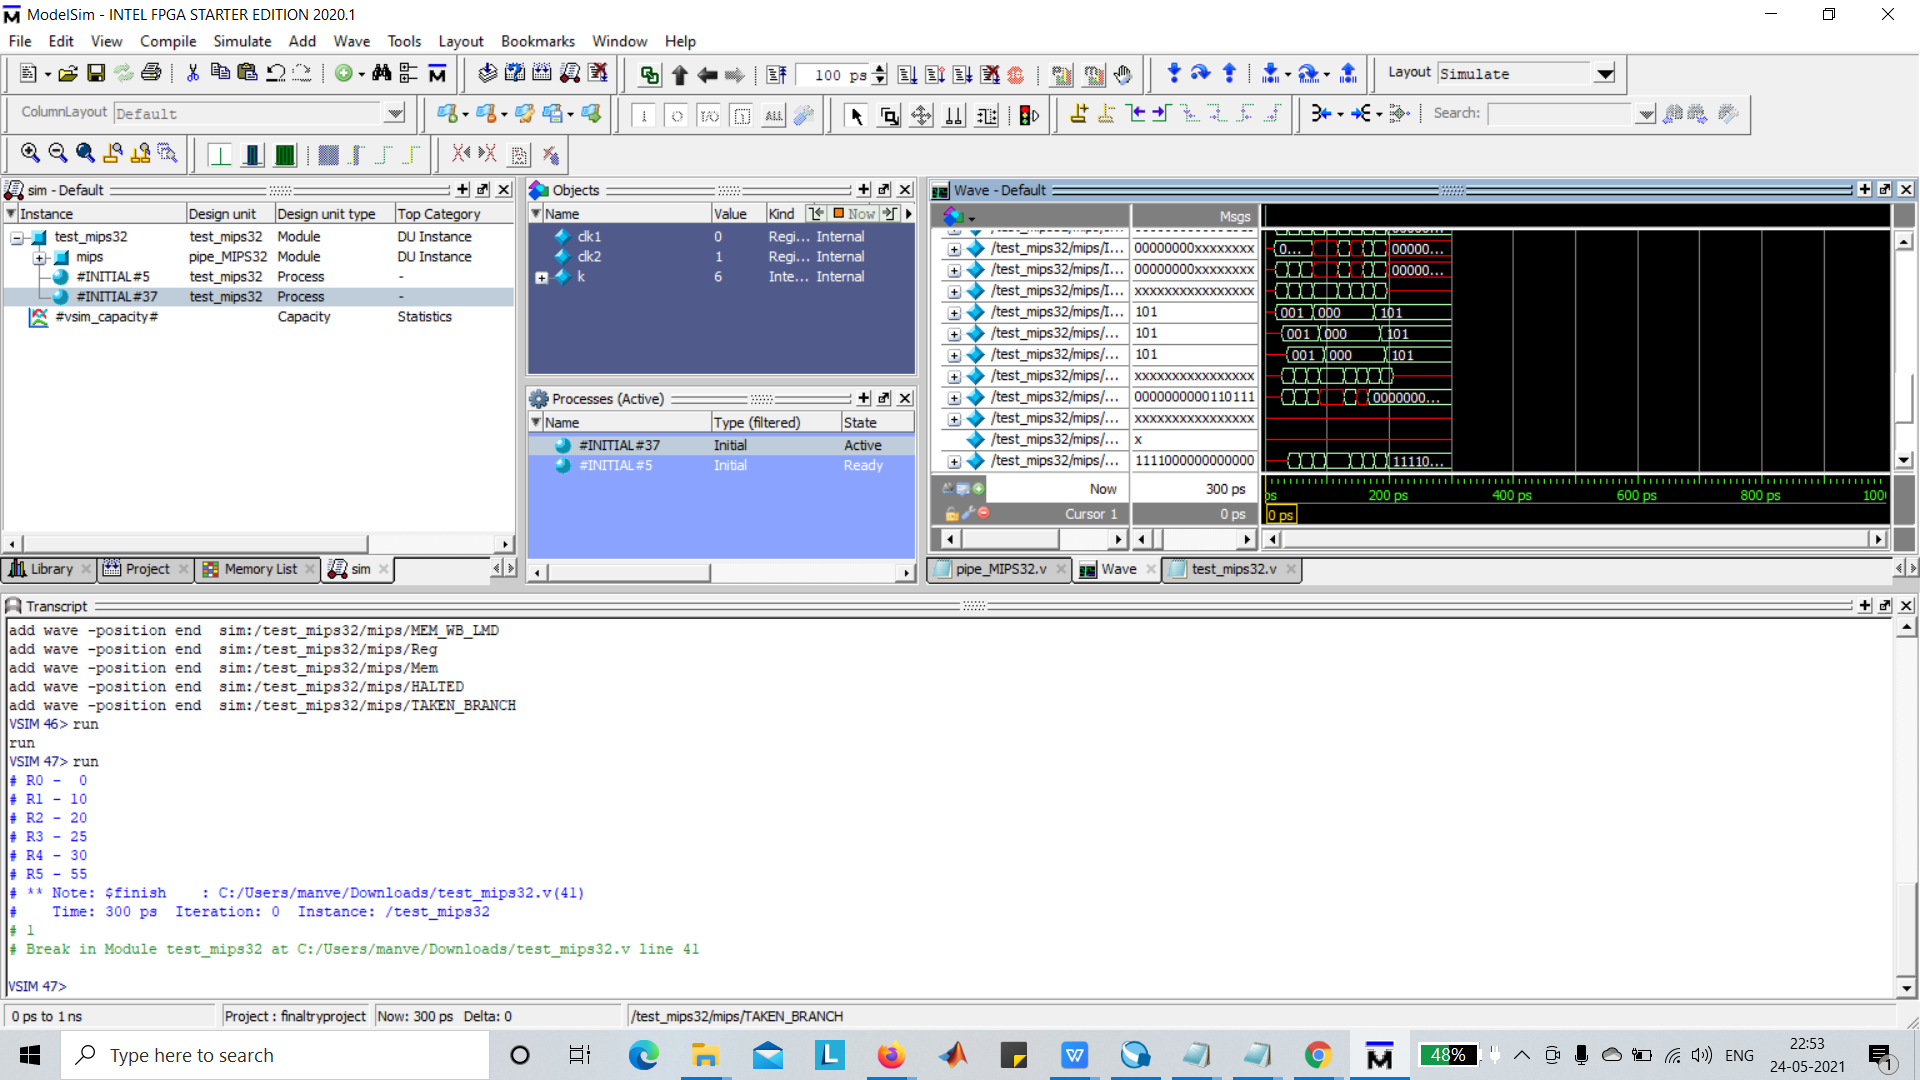 ModelSim - INTEL FPGA STARTER EDITION 2020.1
File Edit View Compile Simulate Add Wave Tools Layout Bookmarks Window Help
100 ps
Layout Simulate
ColumnLayout Default
Search:
sim - Default
Instance Design unit Design unit type Top Category
test_mips32 test_mips32 Module DU Instance
mips pipe_MIPS32 Module DU Instance
#INITIAL#5 test_mips32 Process -
#INITIAL#37 test_mips32 Process -
#vsim_capacity# Capacity Statistics
Library Project Memory List sim
Objects
Name Value Kind Now
clk1 0 Regi... Internal
clk2 1 Regi... Internal
k 6 Inte... Internal
Processes (Active)
Name Type (filtered) State
#INITIAL#37 Initial Active
#INITIAL#5 Initial Ready
Wave - Default
Msgs
/test_mips32/mips/I... 00000000xxxxxxxx 0... 00000...
/test_mips32/mips/I... 00000000xxxxxxxx 00000...
/test_mips32/mips/I... xxxxxxxxxxxxxxxx
/test_mips32/mips/I... 101 001 000 101
/test_mips32/mips/... 101 001 000 101
/test_mips32/mips/... 101 001 000 101
/test_mips32/mips/... xxxxxxxxxxxxxxxx
/test_mips32/mips/... 0000000000110111 0000000...
/test_mips32/mips/... xxxxxxxxxxxxxxxx
/test_mips32/mips/... x
/test_mips32/mips/... 1111000000000000 11110...
Now 300 ps ps 200 ps 400 ps 600 ps 800 ps 100
Cursor 1 0 ps 0 ps
pipe_MIPS32.v Wave test_mips32.v
Transcript
add wave -position end  sim:/test_mips32/mips/MEM_WB_LMD
add wave -position end  sim:/test_mips32/mips/Reg
add wave -position end  sim:/test_mips32/mips/Mem
add wave -position end  sim:/test_mips32/mips/HALTED
add wave -position end  sim:/test_mips32/mips/TAKEN_BRANCH
VSIM 46> run
run
VSIM 47> run
# R0 -  0
# R1 - 10
# R2 - 20
# R3 - 25
# R4 - 30
# R5 - 55
# ** Note: $finish    : C:/Users/manve/Downloads/test_mips32.v(41)
#    Time: 300 ps  Iteration: 0  Instance: /test_mips32
# 1
# Break in Module test_mips32 at C:/Users/manve/Downloads/test_mips32.v line 41
VSIM 47>
0 ps to 1 ns Project : finaltryproject Now: 300 ps Delta: 0 /test_mips32/mips/TAKEN_BRANCH
Type here to search
48% ENG 22:53
24-05-2021
1